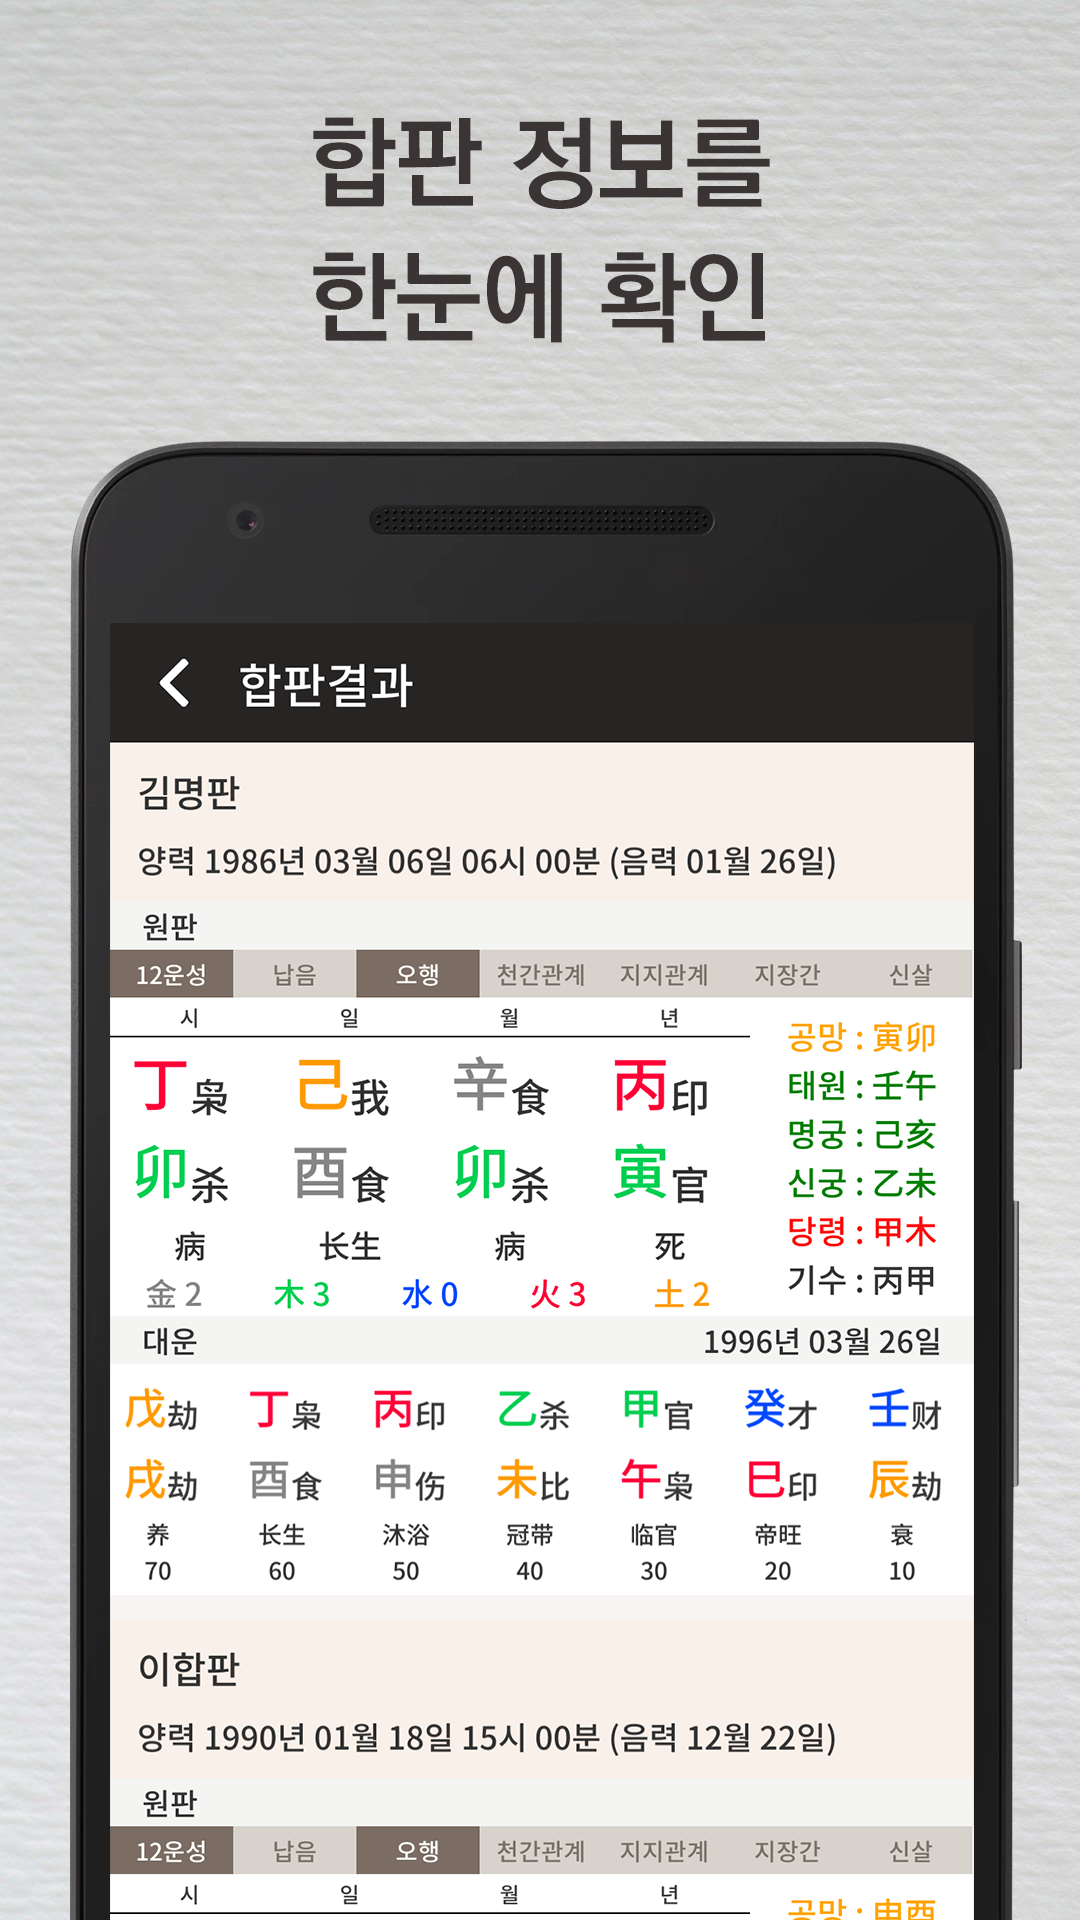 합판 정보를
한눈에 확인
합판결과
김명판
양력 1986년 03월 06일 06시 00분 (음력 01월 26일)
원판
12운성 납음 오행 천간관계 지지관계 지장간 신살
시 일 월 년
丁枭 己我 辛食 丙印
卯杀 酉食 卯杀 寅官
病 长生 病 死
金 2 木 3 水 0 火 3 土 2
공망 : 寅卯
태원 : 壬午
명궁 : 己亥
신궁 : 乙未
당령 : 甲木
기수 : 丙甲
대운 1996년 03월 26일
戊劫 丁枭 丙印 乙杀 甲官 癸才 壬财
戌劫 酉食 申伤 未比 午枭 巳印 辰劫
养 长生 沐浴 冠带 临官 帝旺 衰
70 60 50 40 30 20 10
이합판
양력 1990년 01월 18일 15시 00분 (음력 12월 22일)
원판
12운성 납음 오행 천간관계 지지관계 지장간 신살
시 일 월 년
공망 : 申酉